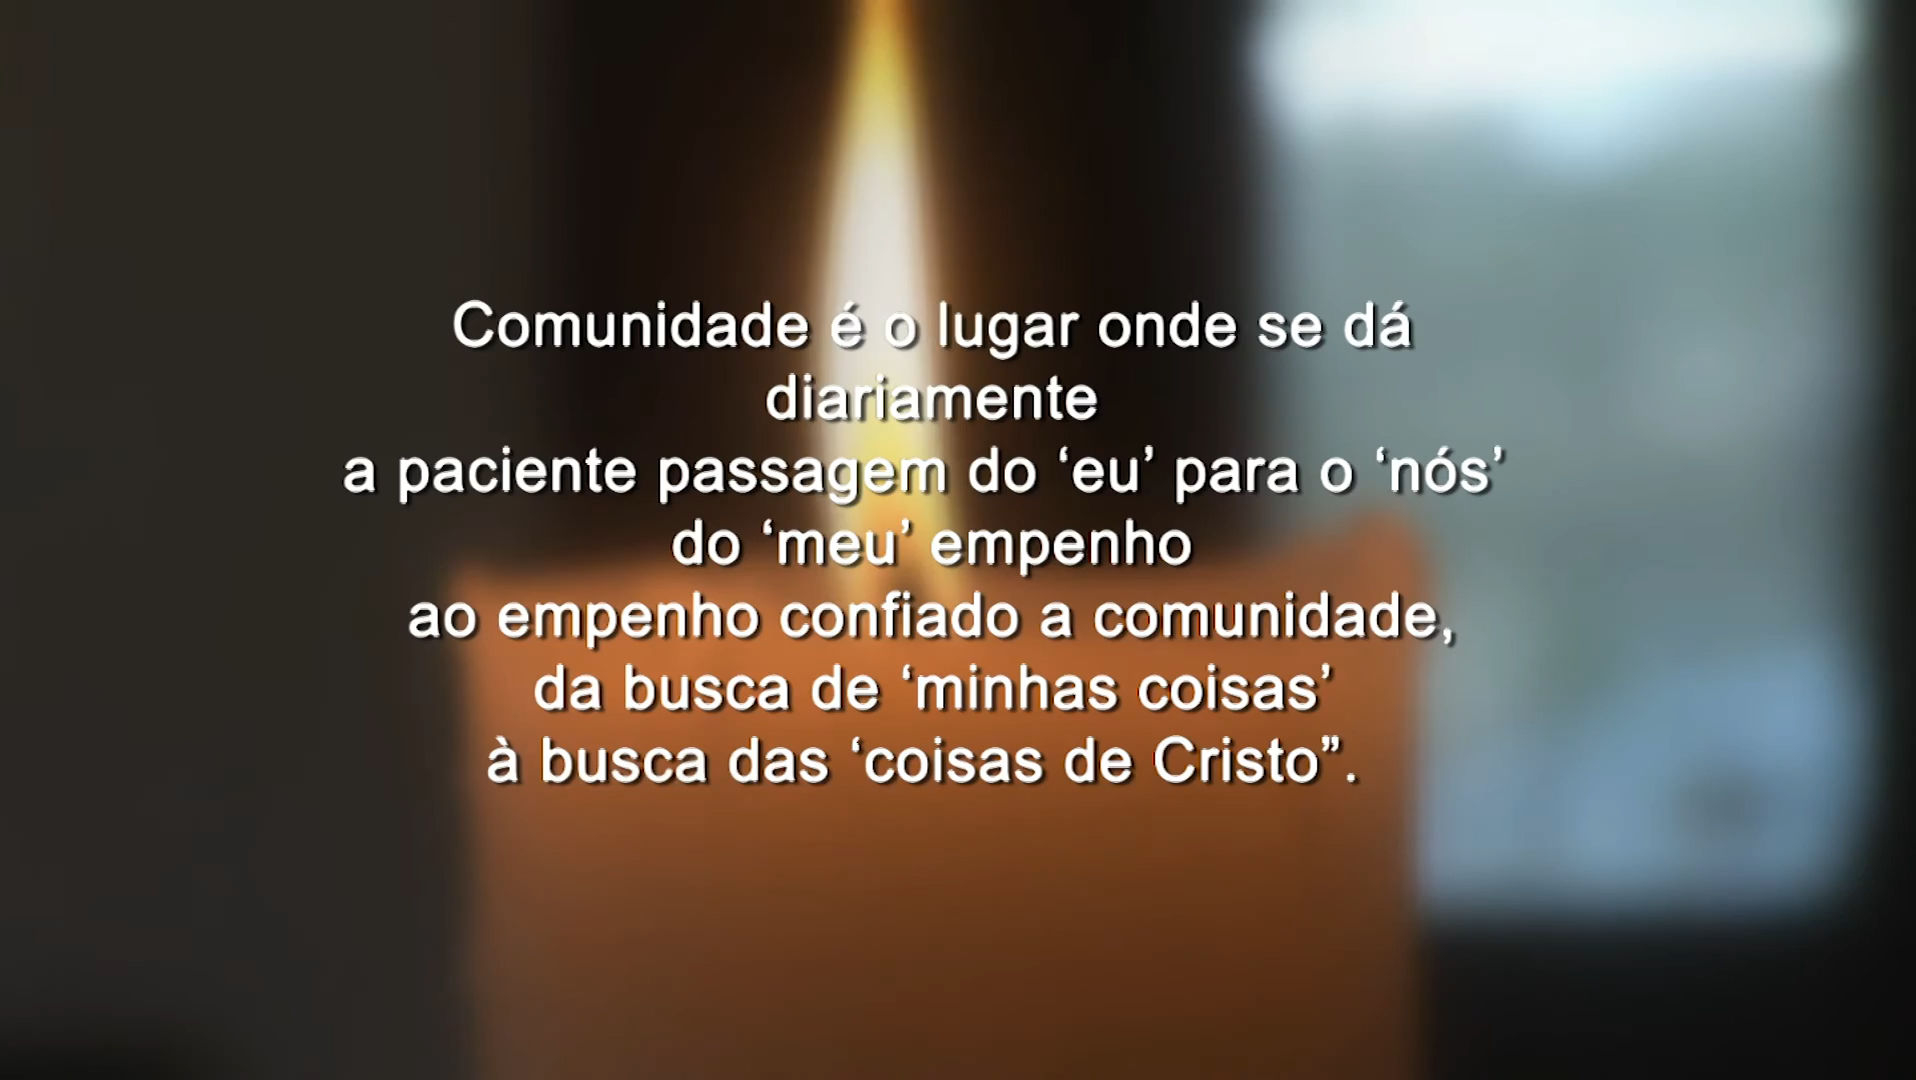 Comunidade é o lugar onde se dá
diariamente
a paciente passagem do ‘eu’ para o ‘nós’
do ‘meu’ empenho
ao empenho confiado a comunidade,
da busca de ‘minhas coisas’
à busca das ‘coisas de Cristo”.